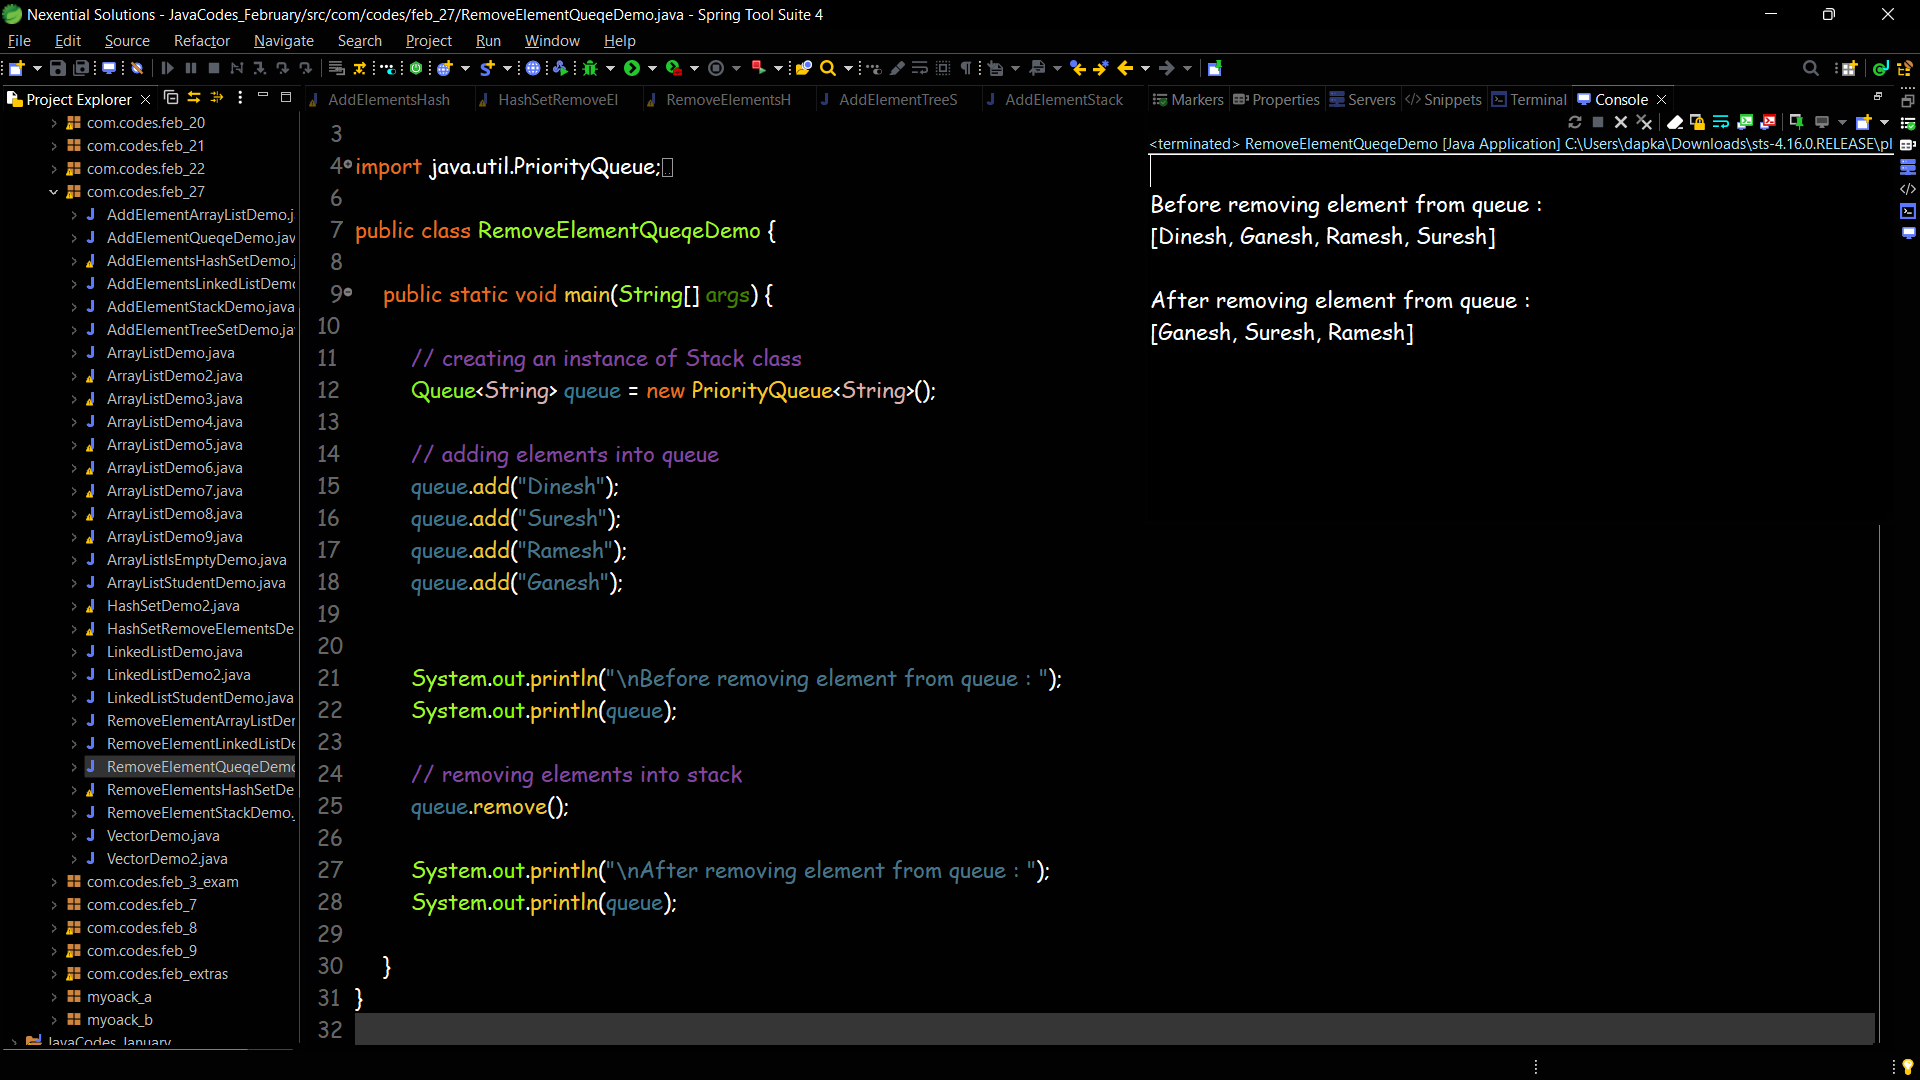 Nexential Solutions - JavaCodes_February/src/com/codes/feb_27/RemoveElementQueqeDemo.java - Spring Tool Suite 4
File Edit Source Refactor Navigate Search Project Run Window Help
Project Explorer
com.codes.feb_20
com.codes.feb_21
com.codes.feb_22
com.codes.feb_27
AddElementArrayListDemo.j
AddElementQueqeDemo.jav
AddElementsHashSetDemo.j
AddElementsLinkedListDem
AddElementStackDemo.java
AddElementTreeSetDemo.ja
ArrayListDemo.java
ArrayListDemo2.java
ArrayListDemo3.java
ArrayListDemo4.java
ArrayListDemo5.java
ArrayListDemo6.java
ArrayListDemo7.java
ArrayListDemo8.java
ArrayListDemo9.java
ArrayListIsEmptyDemo.java
ArrayListStudentDemo.java
HashSetDemo2.java
HashSetRemoveElementsDe
LinkedListDemo.java
LinkedListDemo2.java
LinkedListStudentDemo.java
RemoveElementArrayListDer
RemoveElementLinkedListDe
RemoveElementQueqeDemo
RemoveElementsHashSetDe
RemoveElementStackDemo.
VectorDemo.java
VectorDemo2.java
com.codes.feb_3_exam
com.codes.feb_7
com.codes.feb_8
com.codes.feb_9
com.codes.feb_extras
myoack_a
myoack_b
JavaCodes_January
AddElementsHash HashSetRemoveEl RemoveElementsH AddElementTreeS AddElementStack
3
4 import java.util.PriorityQueue;
6
7 public class RemoveElementQueqeDemo {
8
9 public static void main(String[] args) {
10
11 // creating an instance of Stack class
12 Queue<String> queue = new PriorityQueue<String>();
13
14 // adding elements into queue
15 queue.add("Dinesh");
16 queue.add("Suresh");
17 queue.add("Ramesh");
18 queue.add("Ganesh");
19
20
21 System.out.println("\nBefore removing element from queue : ");
22 System.out.println(queue);
23
24 // removing elements into stack
25 queue.remove();
26
27 System.out.println("\nAfter removing element from queue : ");
28 System.out.println(queue);
29
30 }
31 }
32
Markers Properties Servers Snippets Terminal Console
<terminated> RemoveElementQueqeDemo [Java Application] C:\Users\dapka\Downloads\sts-4.16.0.RELEASE\pl
Before removing element from queue :
[Dinesh, Ganesh, Ramesh, Suresh]
After removing element from queue :
[Ganesh, Suresh, Ramesh]